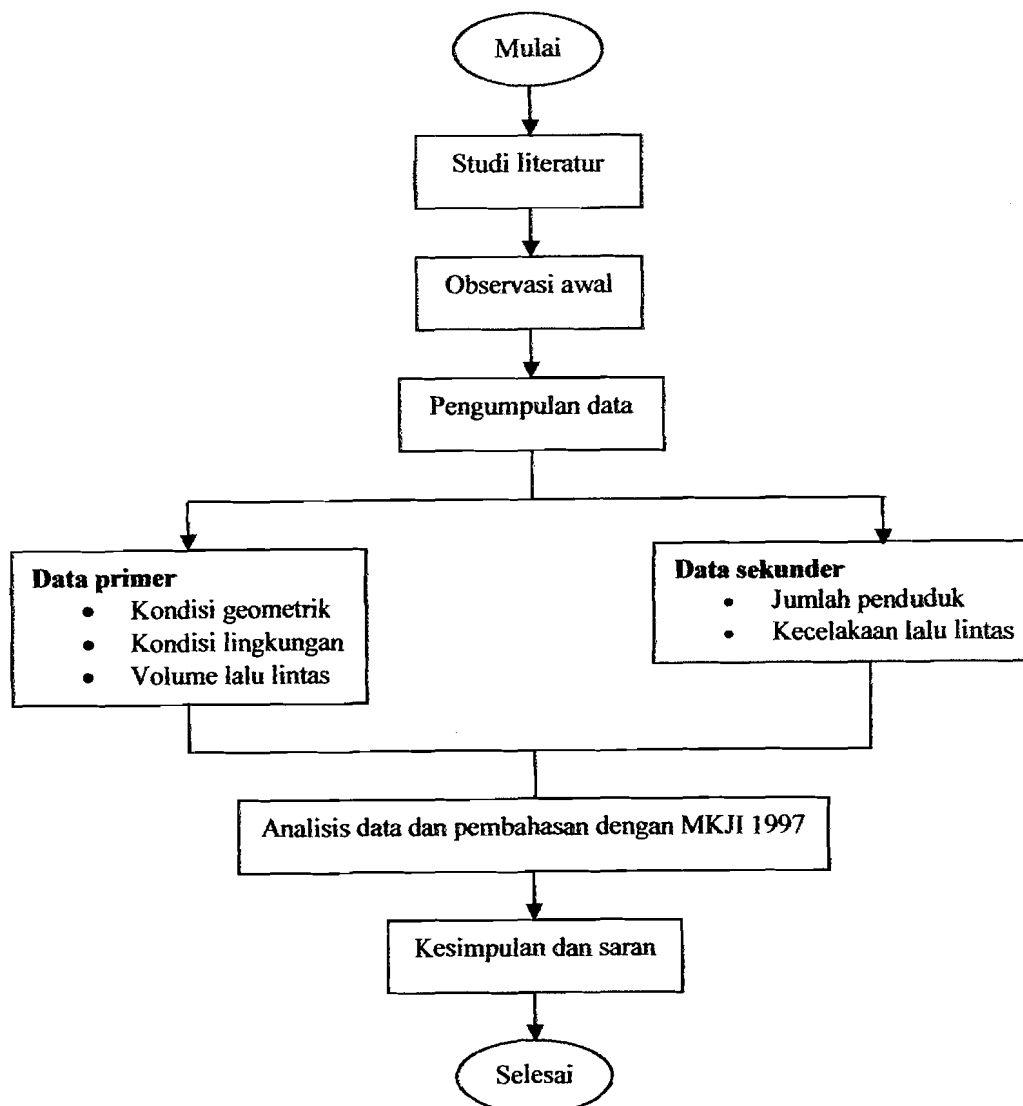 Mulai
Studi literatur
Observasi awal
Pengumpulan data
Data primer
• Kondisi geometrik
• Kondisi lingkungan
• Volume lalu lintas
Data sekunder
• Jumlah penduduk
• Kecelakaan lalu lintas
Analisis data dan pembahasan dengan MKJI 1997
Kesimpulan dan saran
Selesai